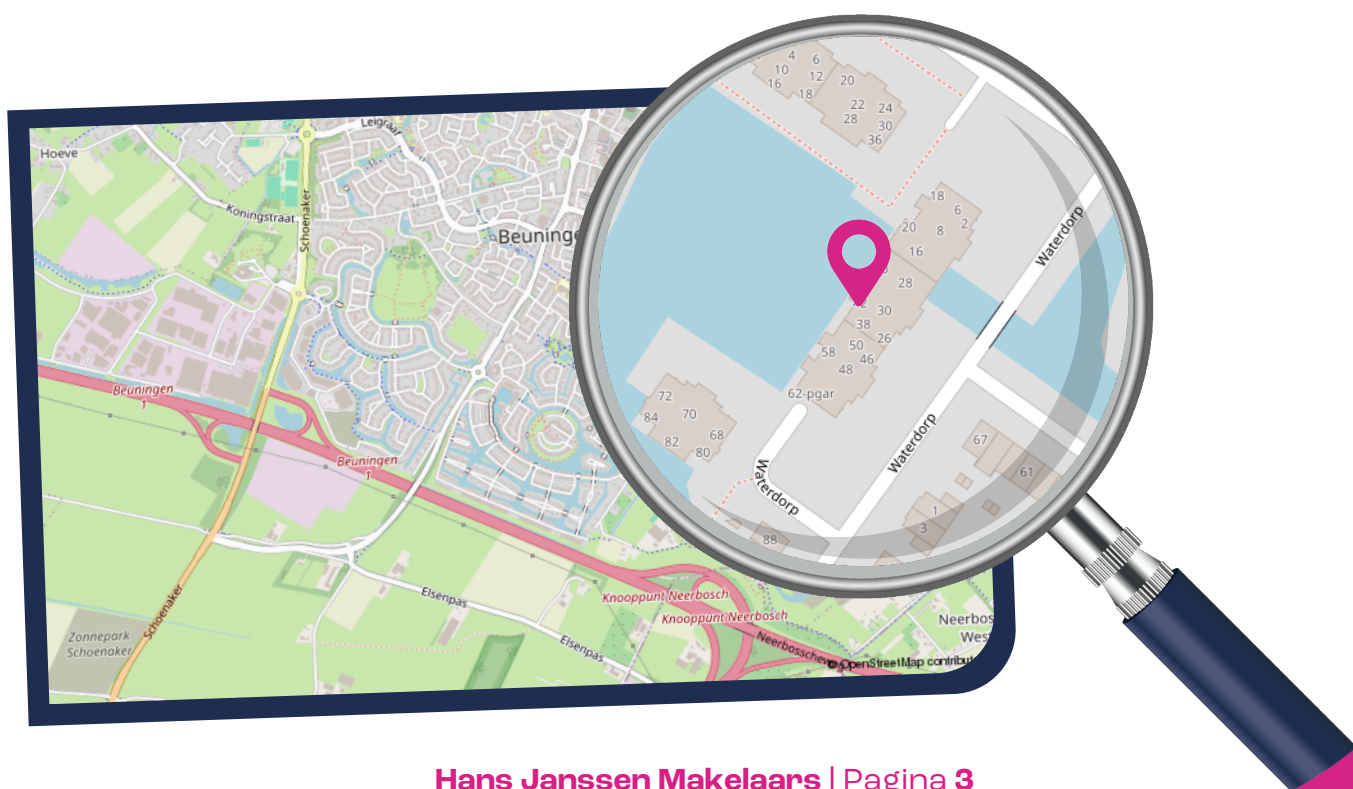 Hoeve
Leigraaf
Koningstraat
Schoenaker
Beuningen
1
Beuningen
1
Schoenaker
Zonnepark
Schoenaker
Elsenpas
Elsenpas
Knooppunt Neerbosch
Knooppunt Neerbosch
OpenStreetMap contribut
4
6
10
12
16
18
20
22
24
28
30
36
18
6
20
8
2
16
28
30
38
26
50
58
46
48
62-pgar
72
84
70
68
82
80
88
67
61
1
3
Waterdorp
Waterdorp
Waterdorp
Hans Janssen Makelaars | Pagina 3